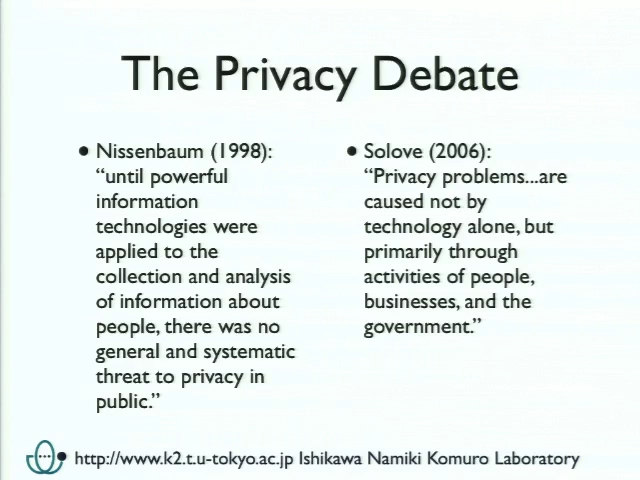 The Privacy Debate
• Nissenbaum (1998):
“until powerful
information
technologies were
applied to the
collection and analysis
of information about
people, there was no
general and systematic
threat to privacy in
public.”
• Solove (2006):
“Privacy problems...are
caused not by
technology alone, but
primarily through
activities of people,
businesses, and the
government.”
http://www.k2.t.u-tokyo.ac.jp Ishikawa Namiki Komuro Laboratory